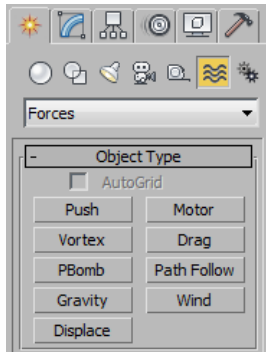 Forces
- Object Type
AutoGrid
Push Motor
Vortex Drag
PBomb Path Follow
Gravity Wind
Displace